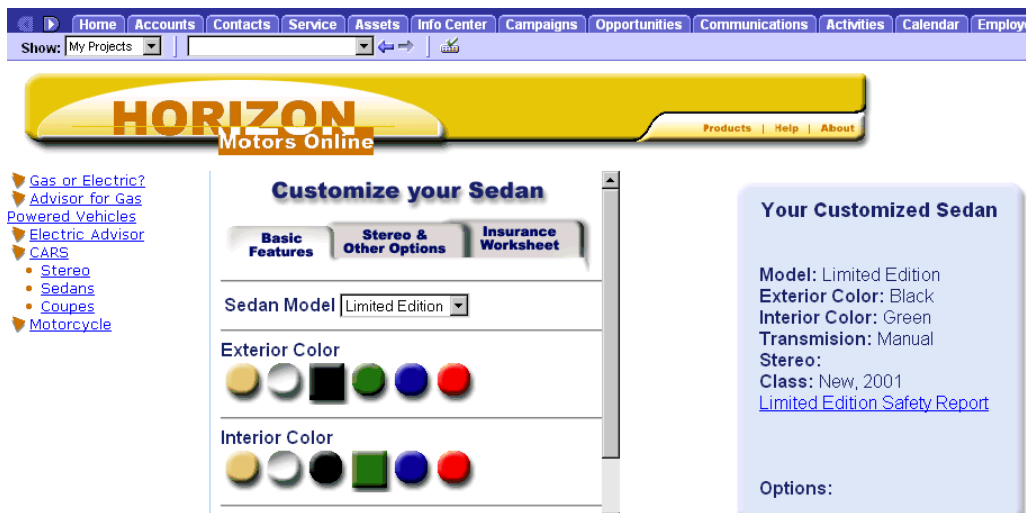 Home Accounts Contacts Service Assets Info Center Campaigns Opportunities Communications Activities Calendar Employ
Show: My Projects
HORIZON
Motors Online
Products | Help | About
Gas or Electric?
Advisor for Gas
Powered Vehicles
Electric Advisor
CARS
Stereo
Sedans
Coupes
Motorcycle
Customize your Sedan
Basic
Features
Stereo &
Other Options
Insurance
Worksheet
Sedan Model Limited Edition
Exterior Color
Interior Color
Your Customized Sedan
Model: Limited Edition
Exterior Color: Black
Interior Color: Green
Transmision: Manual
Stereo:
Class: New, 2001
Limited Edition Safety Report
Options: